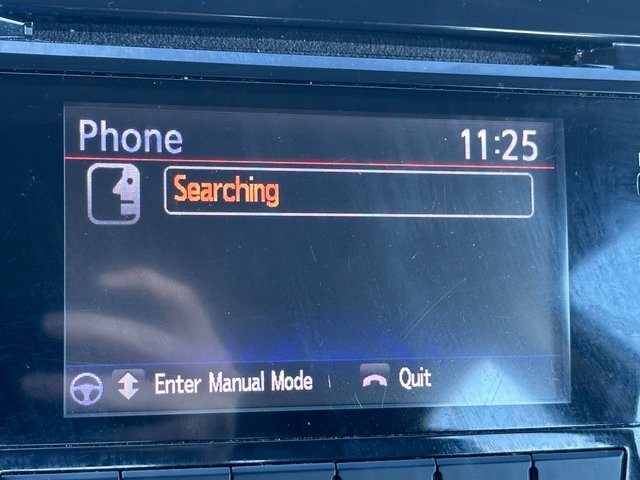 Phone 11:25
Searching
Enter Manual Mode Quit